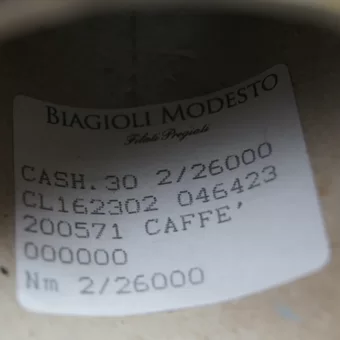 BIAGIOLI MODESTO
Filati Pregiati
CASH.30 2/26000
CL162302 046423
200571 CAFFE'
000000
Nm 2/26000